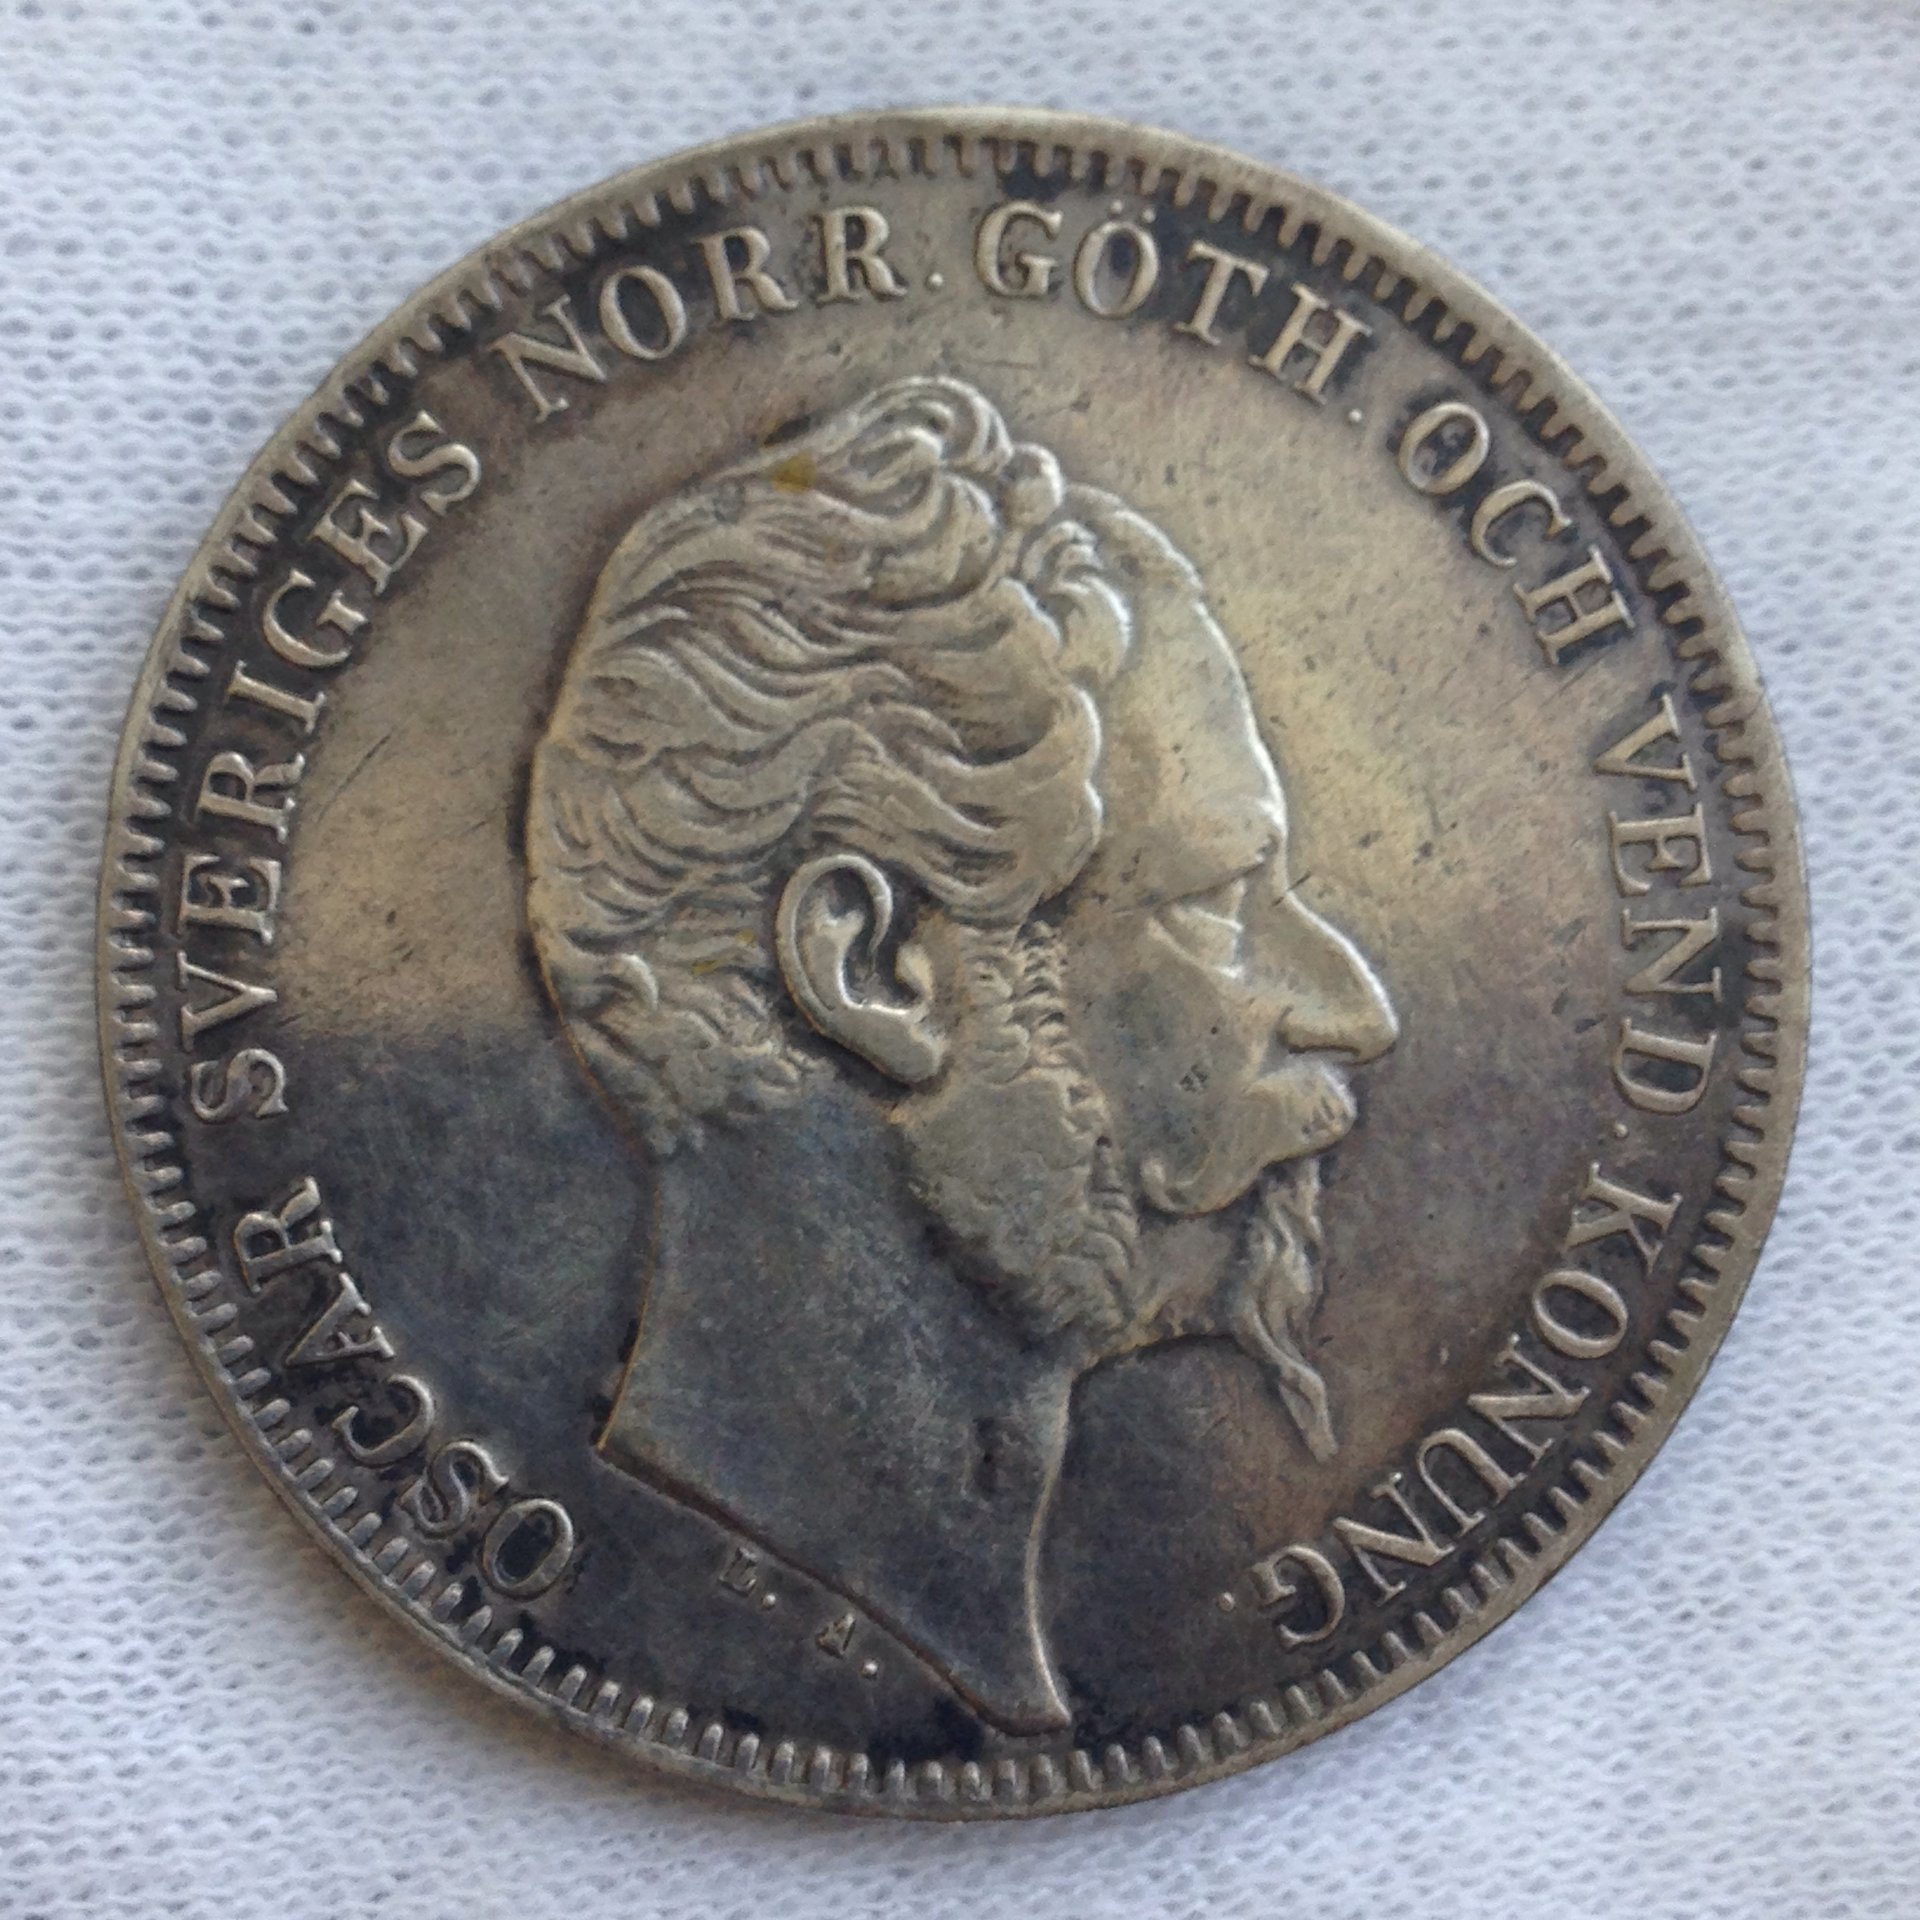 OSCAR SVERIGES NORR. GÖTH. OCH VEND. KONUNG.
L. A.